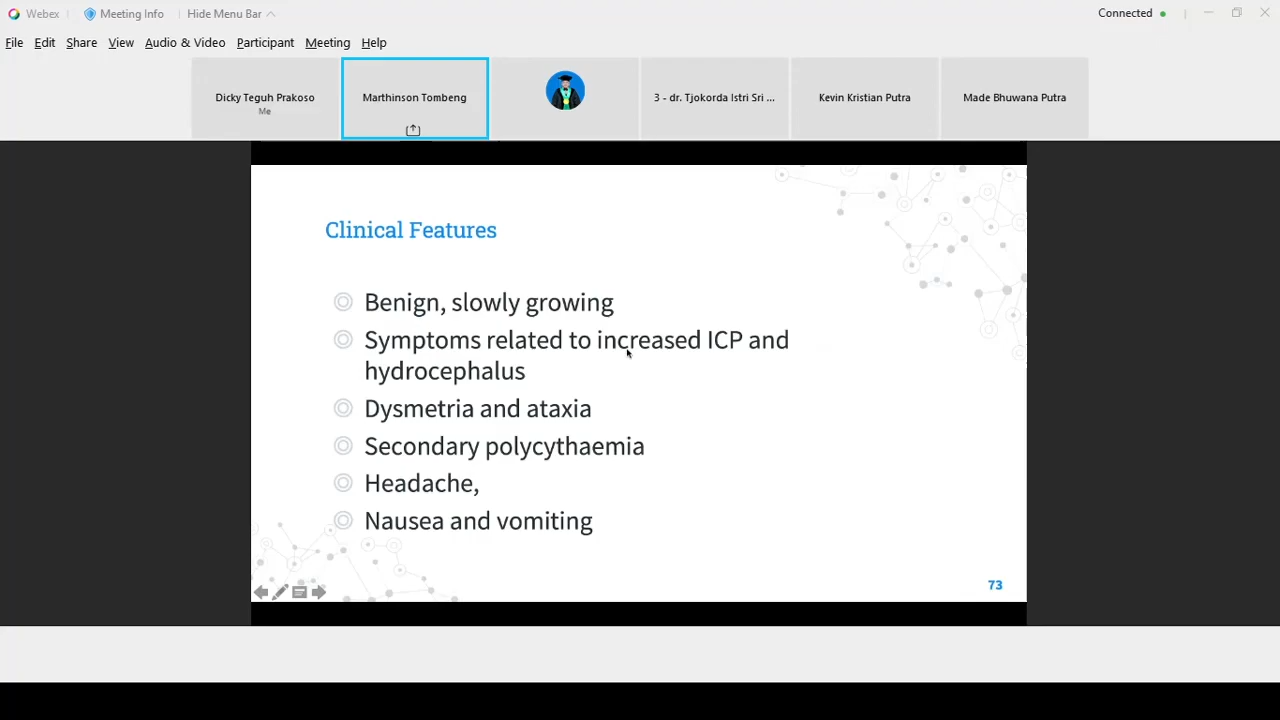 Webex Meeting Info Hide Menu Bar Connected
File Edit Share View Audio & Video Participant Meeting Help
Dicky Teguh Prakoso
Me
Marthinson Tombeng
3 - dr. Tjokorda Istri Sri ...
Kevin Kristian Putra
Made Bhuwana Putra
Clinical Features
Benign, slowly growing
Symptoms related to increased ICP and
hydrocephalus
Dysmetria and ataxia
Secondary polycythaemia
Headache,
Nausea and vomiting
73